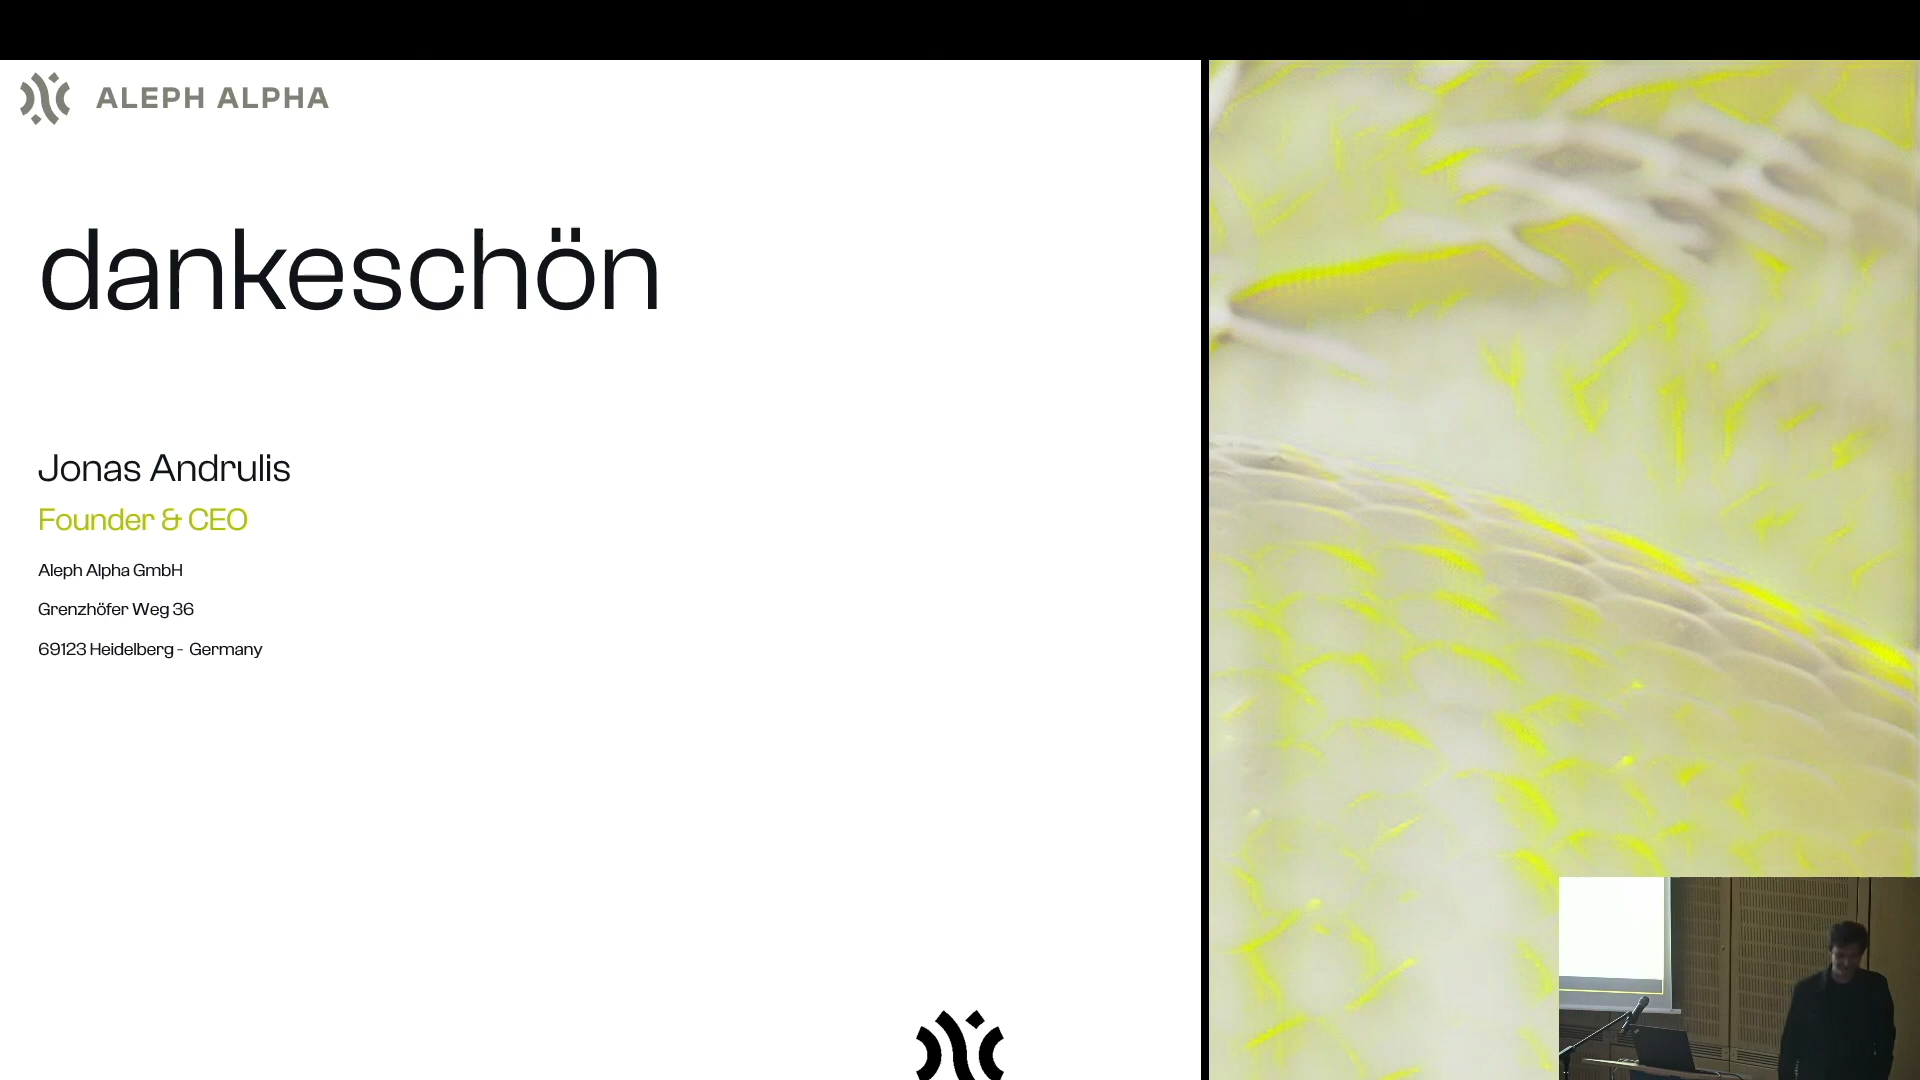 ALEPH ALPHA
dankeschön
Jonas Andrulis
Founder & CEO
Aleph Alpha GmbH
Grenzhöfer Weg 36
69123 Heidelberg - Germany